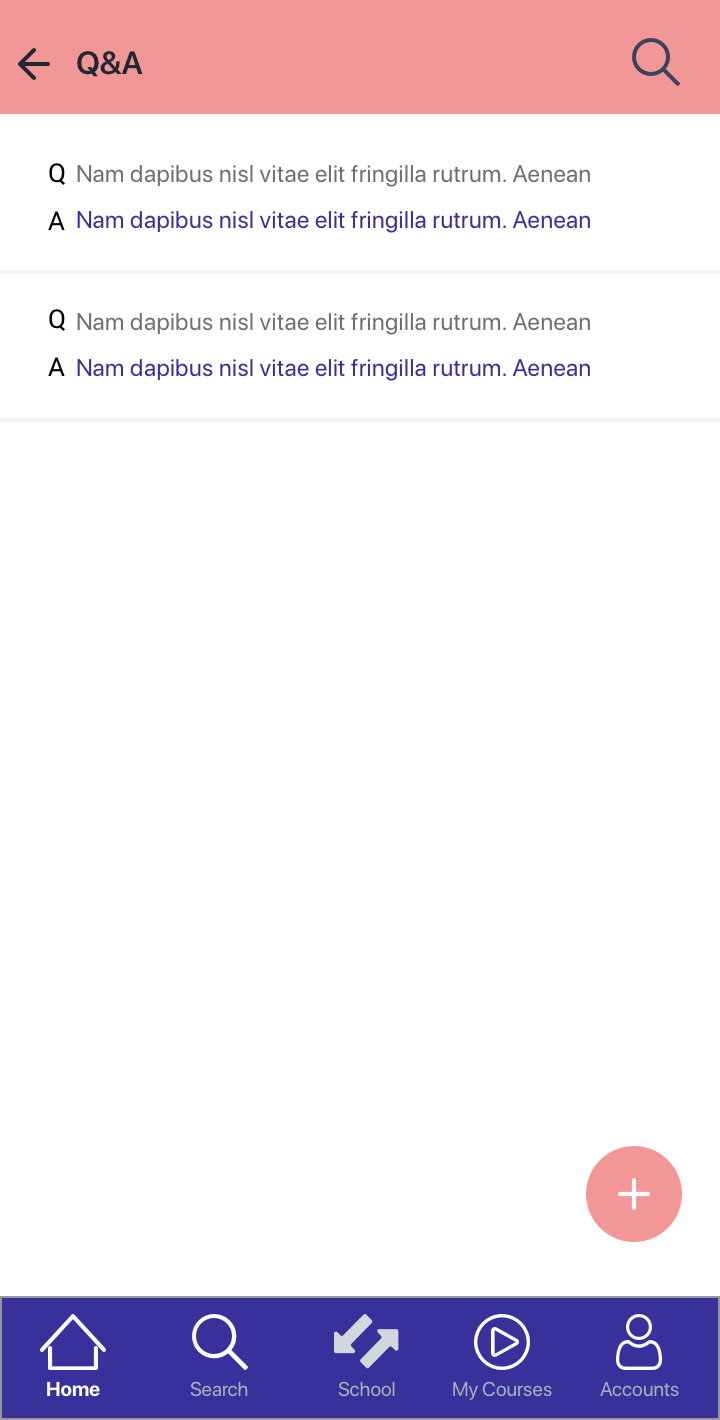 Q&A
Q Nam dapibus nisl vitae elit fringilla rutrum. Aenean
A Nam dapibus nisl vitae elit fringilla rutrum. Aenean
Q Nam dapibus nisl vitae elit fringilla rutrum. Aenean
A Nam dapibus nisl vitae elit fringilla rutrum. Aenean
Home Search School My Courses Accounts